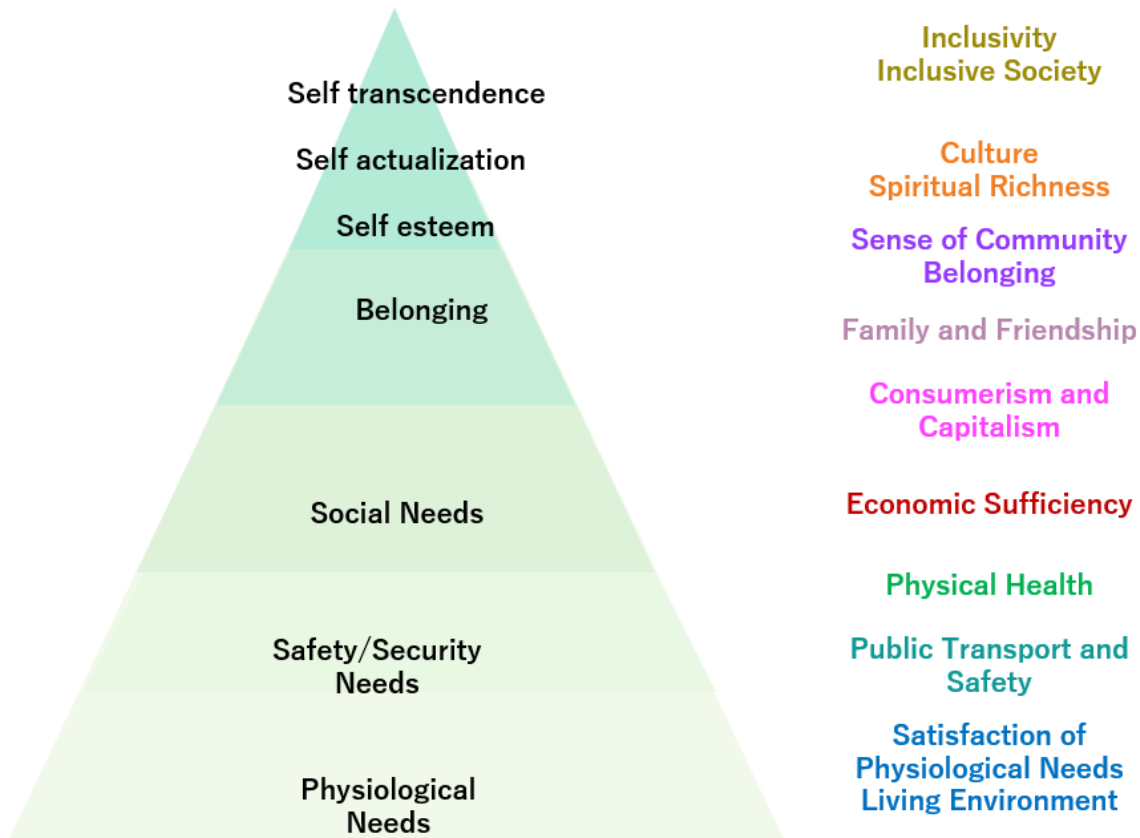 Self transcendence
Self actualization
Self esteem
Belonging
Social Needs
Safety/Security
Needs
Physiological
Needs
Inclusivity
Inclusive Society
Culture
Spiritual Richness
Sense of Community
Belonging
Family and Friendship
Consumerism and
Capitalism
Economic Sufficiency
Physical Health
Public Transport and
Safety
Satisfaction of
Physiological Needs
Living Environment